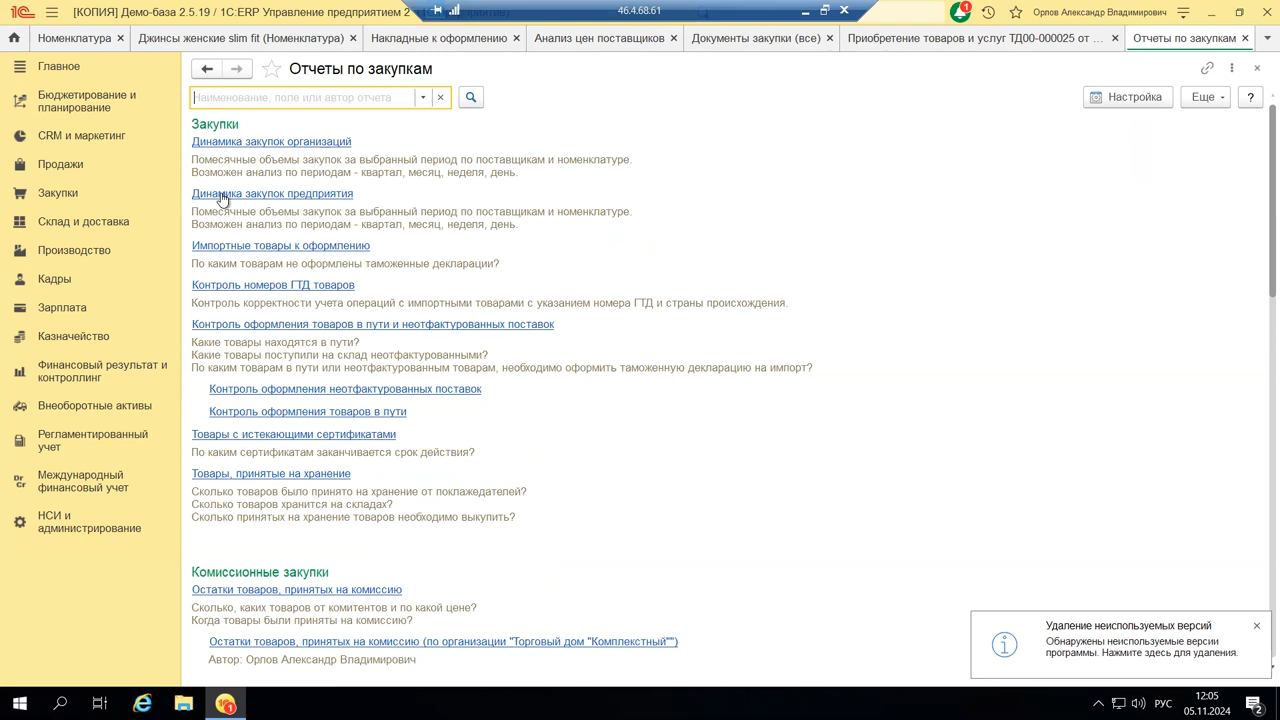 [КОПИЯ] Демо-база 2.5.19 / 1С:ERP Управление предприятием 2
46.4.68.61
1
Орлов Александр Владимирович
Номенклатура ×
Джинсы женские slim fit (Номенклатура) ×
Накладные к оформлению ×
Анализ цен поставщиков ×
Документы закупки (все) ×
Приобретение товаров и услуг ТД00-000025 от ... ×
Отчеты по закупкам ×
Главное
Бюджетирование и
планирование
CRM и маркетинг
Продажи
Закупки
Склад и доставка
Производство
Кадры
Зарплата
Казначейство
Финансовый результат и
контроллинг
Внеоборотные активы
Регламентированный
учет
Dr
Cr
Международный
финансовый учет
НСИ и
администрирование
Отчеты по закупкам
Наименование, поле или автор отчета
Настройка
Еще
?
Закупки
Динамика закупок организаций
Помесячные объемы закупок за выбранный период по поставщикам и номенклатуре.
Возможен анализ по периодам - квартал, месяц, неделя, день.
Динамика закупок предприятия
Помесячные объемы закупок за выбранный период по поставщикам и номенклатуре.
Возможен анализ по периодам - квартал, месяц, неделя, день.
Импортные товары к оформлению
По каким товарам не оформлены таможенные декларации?
Контроль номеров ГТД товаров
Контроль корректности учета операций с импортными товарами с указанием номера ГТД и страны происхождения.
Контроль оформления товаров в пути и неотфактурованных поставок
Какие товары находятся в пути?
Какие товары поступили на склад неотфактурованными?
По каким товарам в пути или неотфактурованным товарам, необходимо оформить таможенную декларацию на импорт?
Контроль оформления неотфактурованных поставок
Контроль оформления товаров в пути
Товары с истекающими сертификатами
По каким сертификатам заканчивается срок действия?
Товары, принятые на хранение
Сколько товаров было принято на хранение от поклажедателей?
Сколько товаров хранится на складах?
Сколько принятых на хранение товаров необходимо выкупить?
Комиссионные закупки
Остатки товаров, принятых на комиссию
Сколько, каких товаров от комитентов и по какой цене?
Когда товары были приняты на комиссию?
Остатки товаров, принятых на комиссию (по организации "Торговый дом "Комплектный"")
Автор: Орлов Александр Владимирович
Удаление неиспользуемых версий
Обнаружены неиспользуемые версии
программы. Нажмите здесь для удаления.
1
РУС
12:05
05.11.2024
2